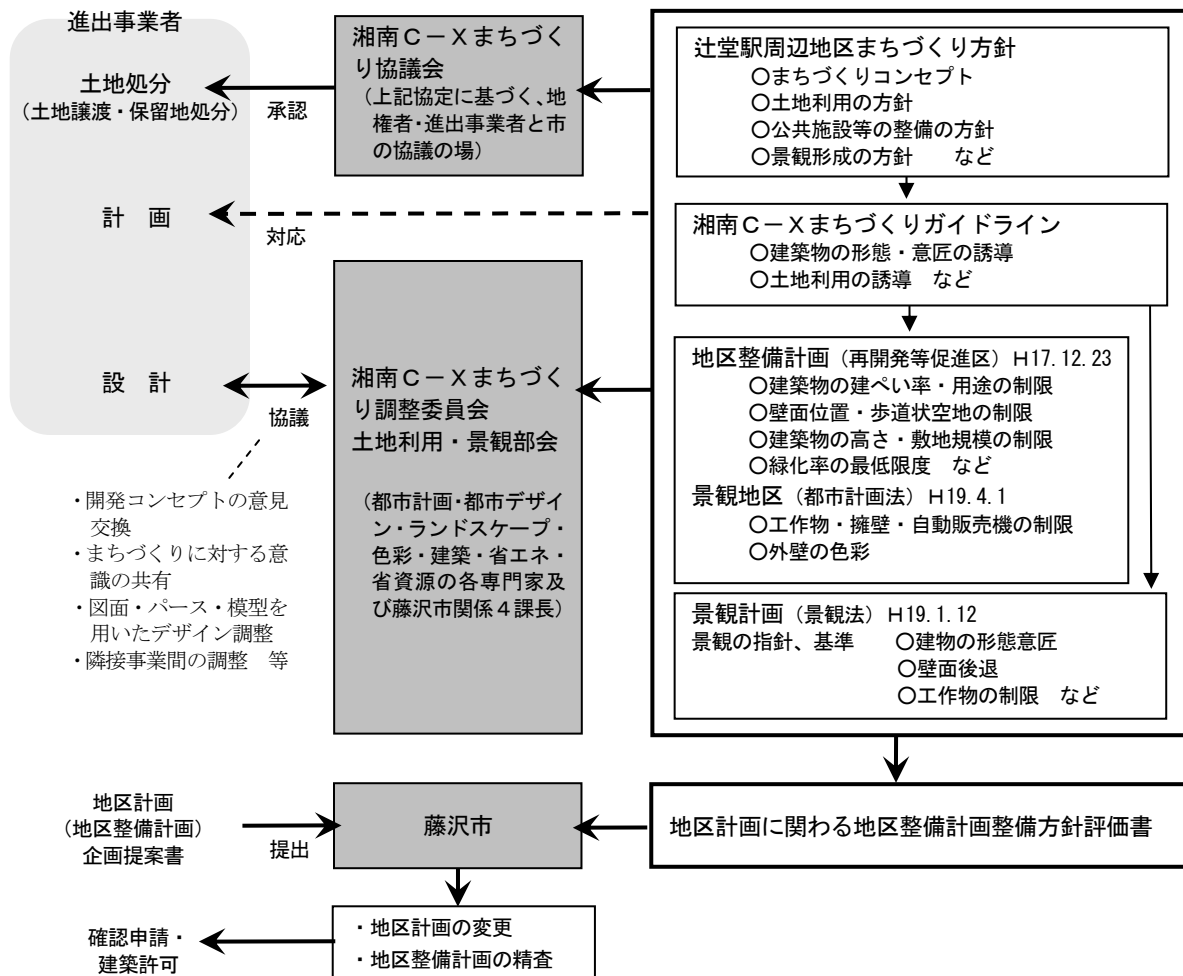 進出事業者
土地処分
(土地譲渡・保留地処分)
承認
計 画
対応
設 計
協議
・開発コンセプトの意見
交換
・まちづくりに対する意
識の共有
・図面・パース・模型を
用いたデザイン調整
・隣接事業間の調整 等
湘南C－Xまちづく
り協議会
(上記協定に基づく、地
権者・進出事業者と市
の協議の場)
湘南C－Xまちづく
り調整委員会
土地利用・景観部会
(都市計画・都市デザイ
ン・ランドスケープ・
色彩・建築・省エネ・
省資源の各専門家及
び藤沢市関係４課長)
辻堂駅周辺地区まちづくり方針
○まちづくりコンセプト
○土地利用の方針
○公共施設等の整備の方針
○景観形成の方針 など
湘南C－Xまちづくりガイドライン
○建築物の形態・意匠の誘導
○土地利用の誘導 など
地区整備計画（再開発等促進区）H17.12.23
○建築物の建ぺい率・用途の制限
○壁面位置・歩道状空地の制限
○建築物の高さ・敷地規模の制限
○緑化率の最低限度 など
景観地区（都市計画法）H19.4.1
○工作物・擁壁・自動販売機の制限
○外壁の色彩
景観計画（景観法）H19.1.12
景観の指針、基準 ○建物の形態意匠
○壁面後退
○工作物の制限 など
地区計画
(地区整備計画)
企画提案書
提出
藤沢市
地区計画に関わる地区整備計画整備方針評価書
・地区計画の変更
・地区整備計画の精査
確認申請・
建築許可